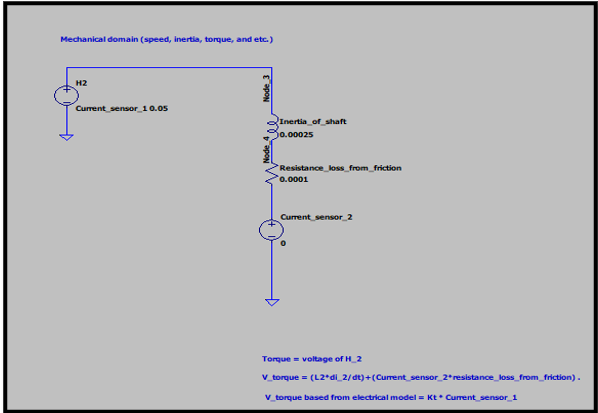 Mechanical domain (speed, inertia, torque, and etc.)
H2
Current_sensor_1 0.05
Node_3
Inertia_of_shaft
0.00025
Node_4
Resistance_loss_from_friction
0.0001
Current_sensor_2
0
Torque = voltage of H_2
V_torque = (L2*di_2/dt)+(Current_sensor_2*resistance_loss_from_friction) .
V_torque based from electrical model = Kt * Current_sensor_1